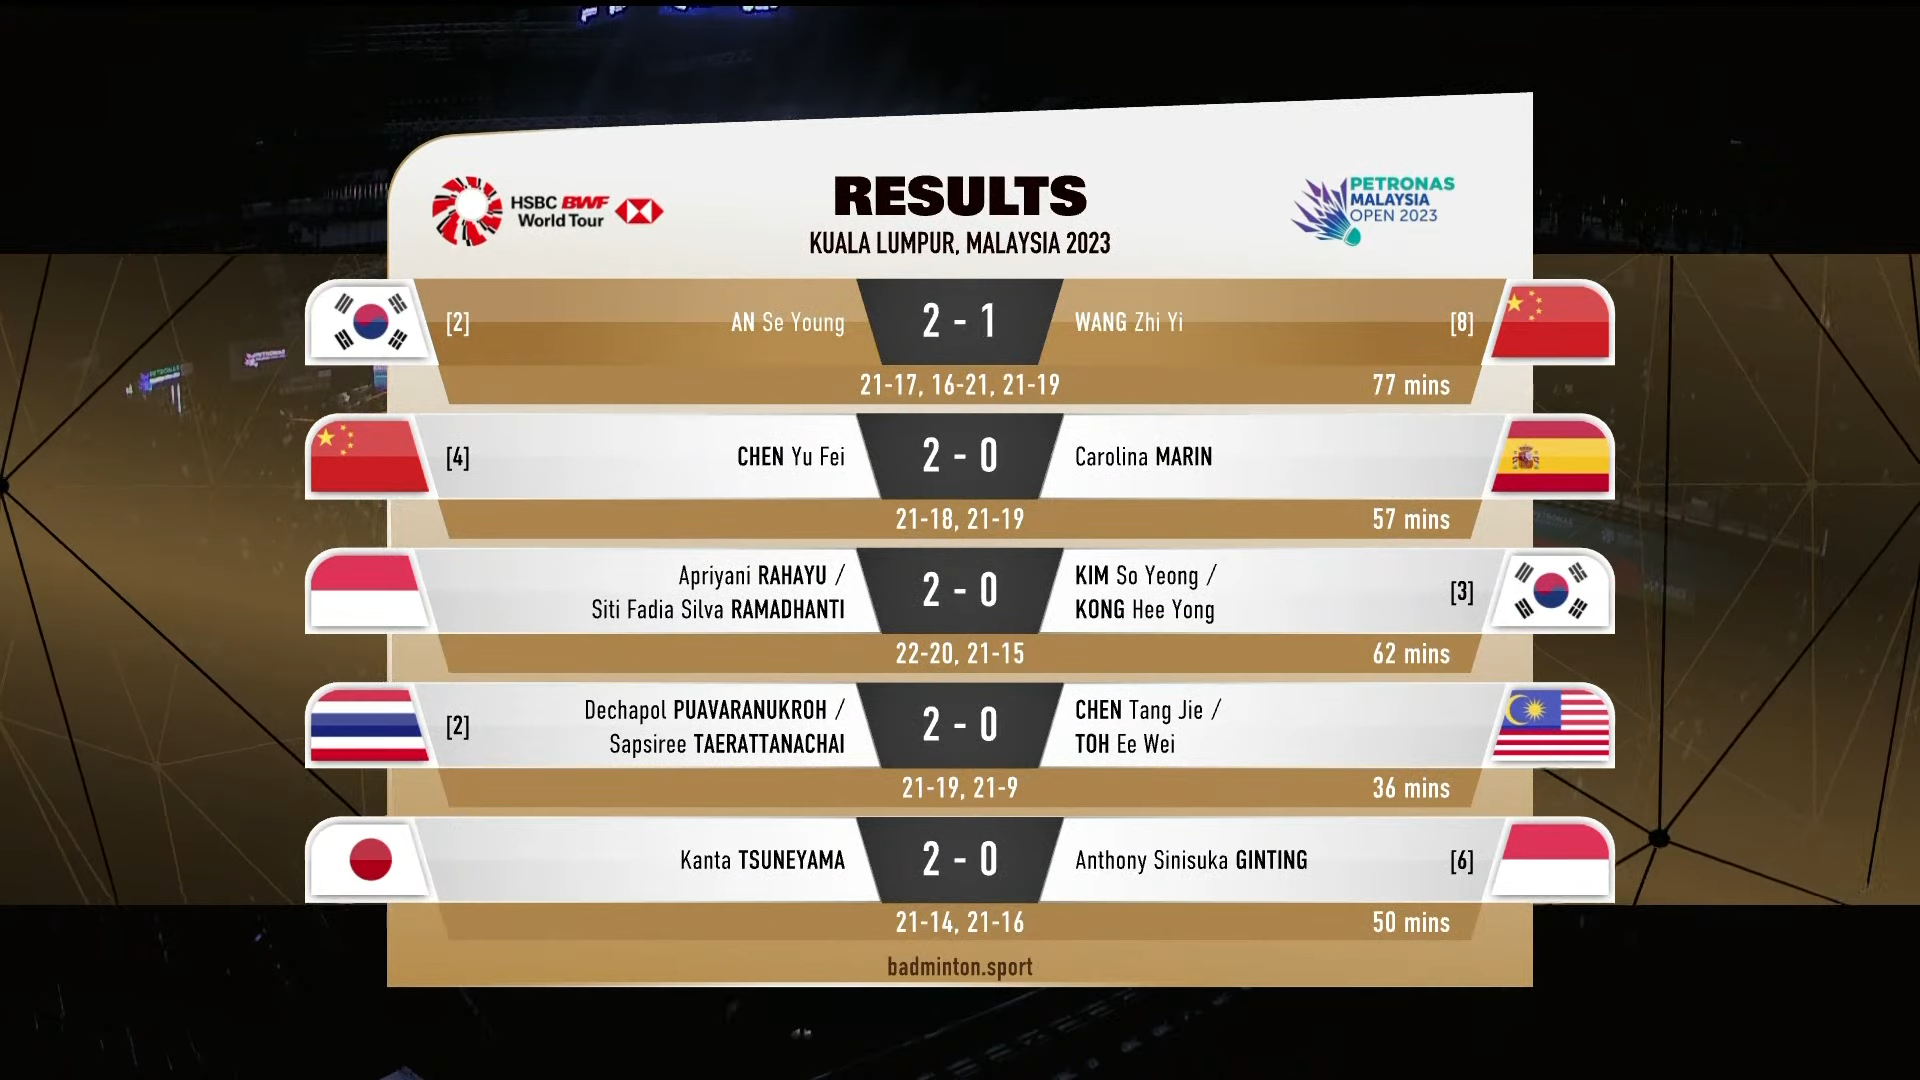 HSBC BWF
World Tour
RESULTS
KUALA LUMPUR, MALAYSIA 2023
PETRONAS
MALAYSIA
OPEN 2023
[2] AN Se Young 2 - 1 WANG Zhi Yi [8]
21-17, 16-21, 21-19 77 mins
[4] CHEN Yu Fei 2 - 0 Carolina MARIN
21-18, 21-19 57 mins
Apriyani RAHAYU /
Siti Fadia Silva RAMADHANTI
2 - 0
KIM So Yeong /
KONG Hee Yong
[3]
22-20, 21-15 62 mins
[2]
Dechapol PUAVARANUKROH /
Sapsiree TAERATTANACHAI
2 - 0
CHEN Tang Jie /
TOH Ee Wei
21-19, 21-9 36 mins
Kanta TSUNEYAMA 2 - 0 Anthony Sinisuka GINTING [6]
21-14, 21-16 50 mins
badminton.sport
PETRONAS
PETRONAS